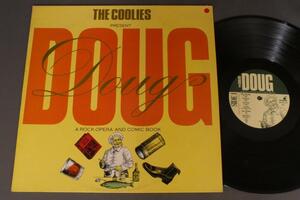 THE COOLIES
PRESENT
DOUG
Doug
A ROCK OPERA AND COMIC BOOK
DOUG